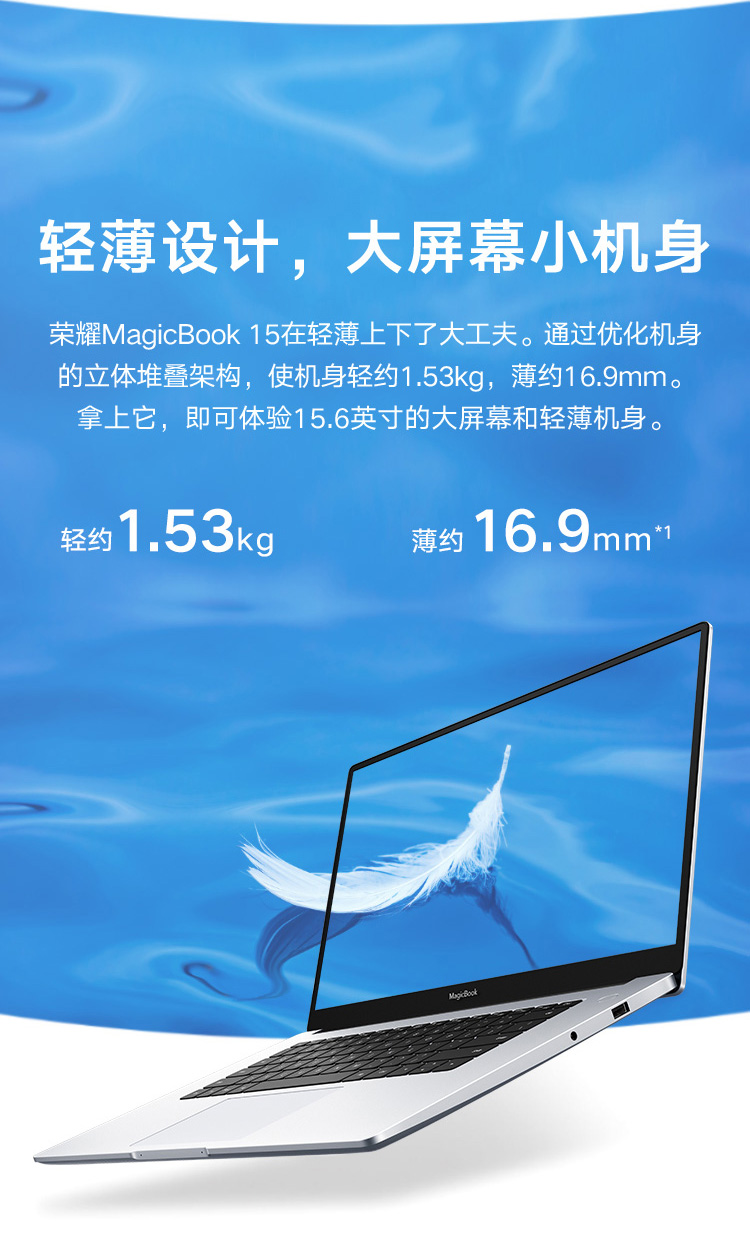 轻薄设计，大屏幕小机身
荣耀MagicBook 15在轻薄上下了大工夫。通过优化机身
的立体堆叠架构，使机身轻约1.53kg，薄约16.9mm。
拿上它，即可体验15.6英寸的大屏幕和轻薄机身。
轻约1.53kg 薄约16.9mm*1
MagicBook